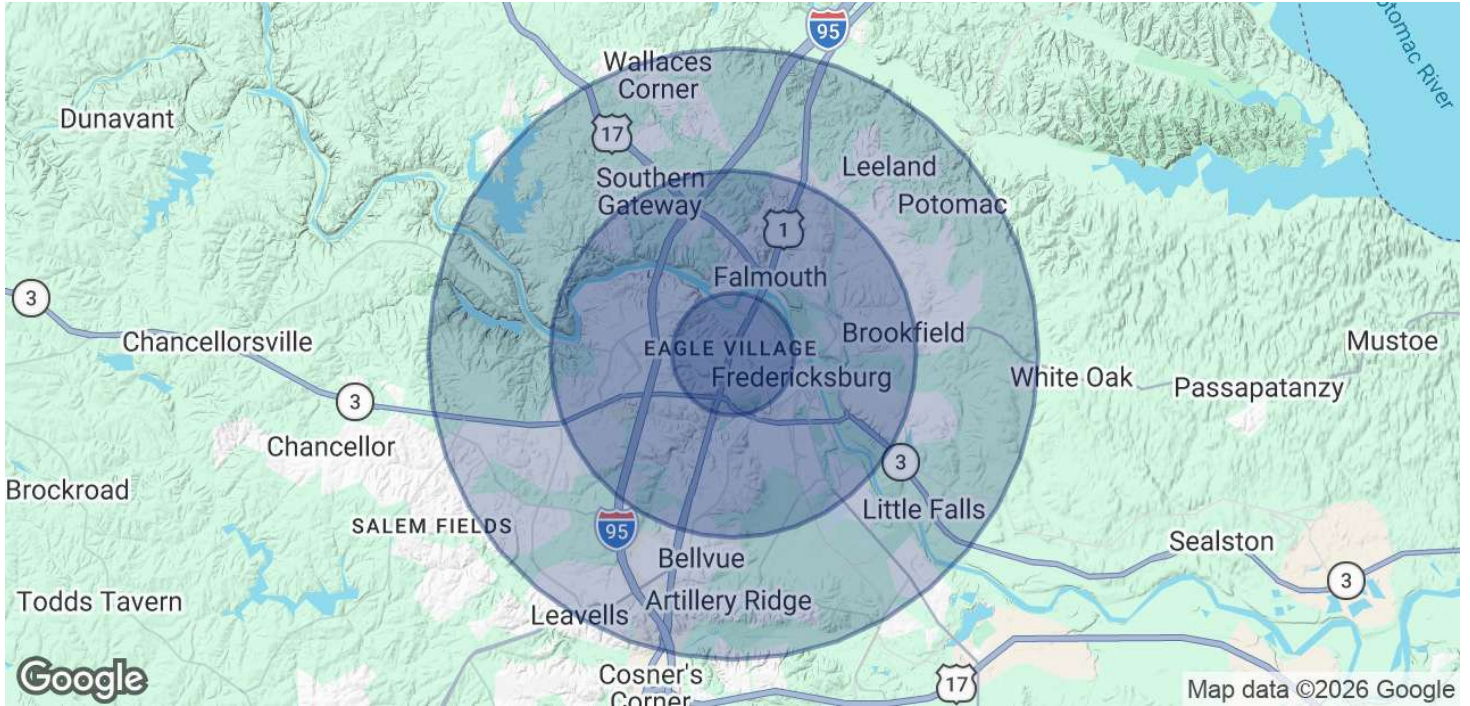 95
Potomac River
Wallaces
Corner
Dunavant
17
Leeland
Southern
Gateway
Potomac
1
Falmouth
3
Chancellorsville
EAGLE VILLAGE
Brookfield
Mustoe
Fredericksburg
White Oak
Passapatanzy
3
Chancellor
3
Brockroad
SALEM FIELDS
95
Little Falls
Sealston
Bellvue
3
Todds Tavern
Leavells
Artillery Ridge
Google
Cosner's
Corner
17
Map data ©2026 Google